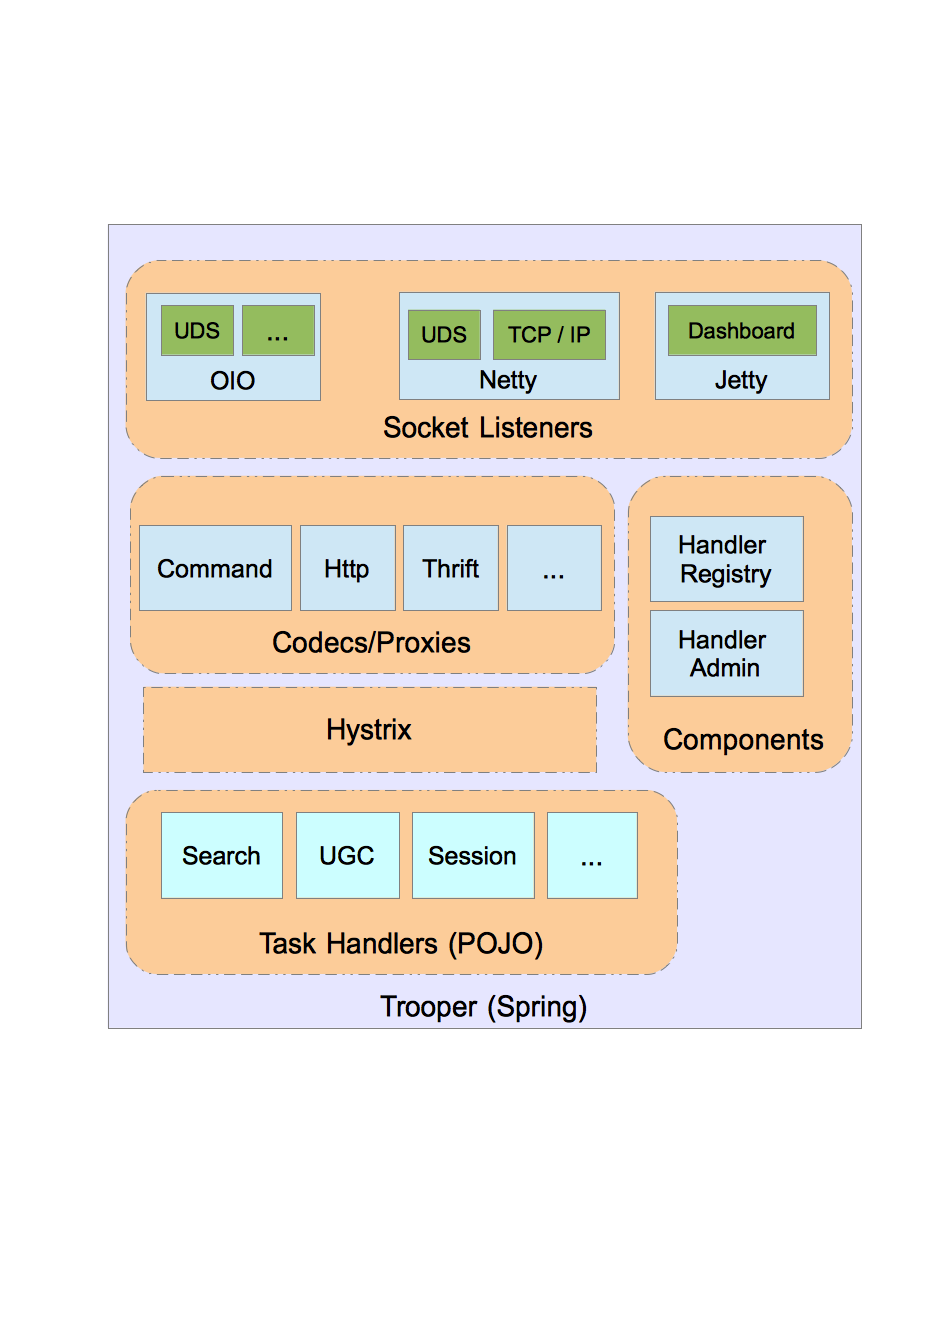 UDS
...
OIO
UDS
TCP / IP
Netty
Dashboard
Jetty
Socket Listeners
Command
Http
Thrift
...
Codecs/Proxies
Handler
Registry
Handler
Admin
Components
Hystrix
Search
UGC
Session
...
Task Handlers (POJO)
Trooper (Spring)